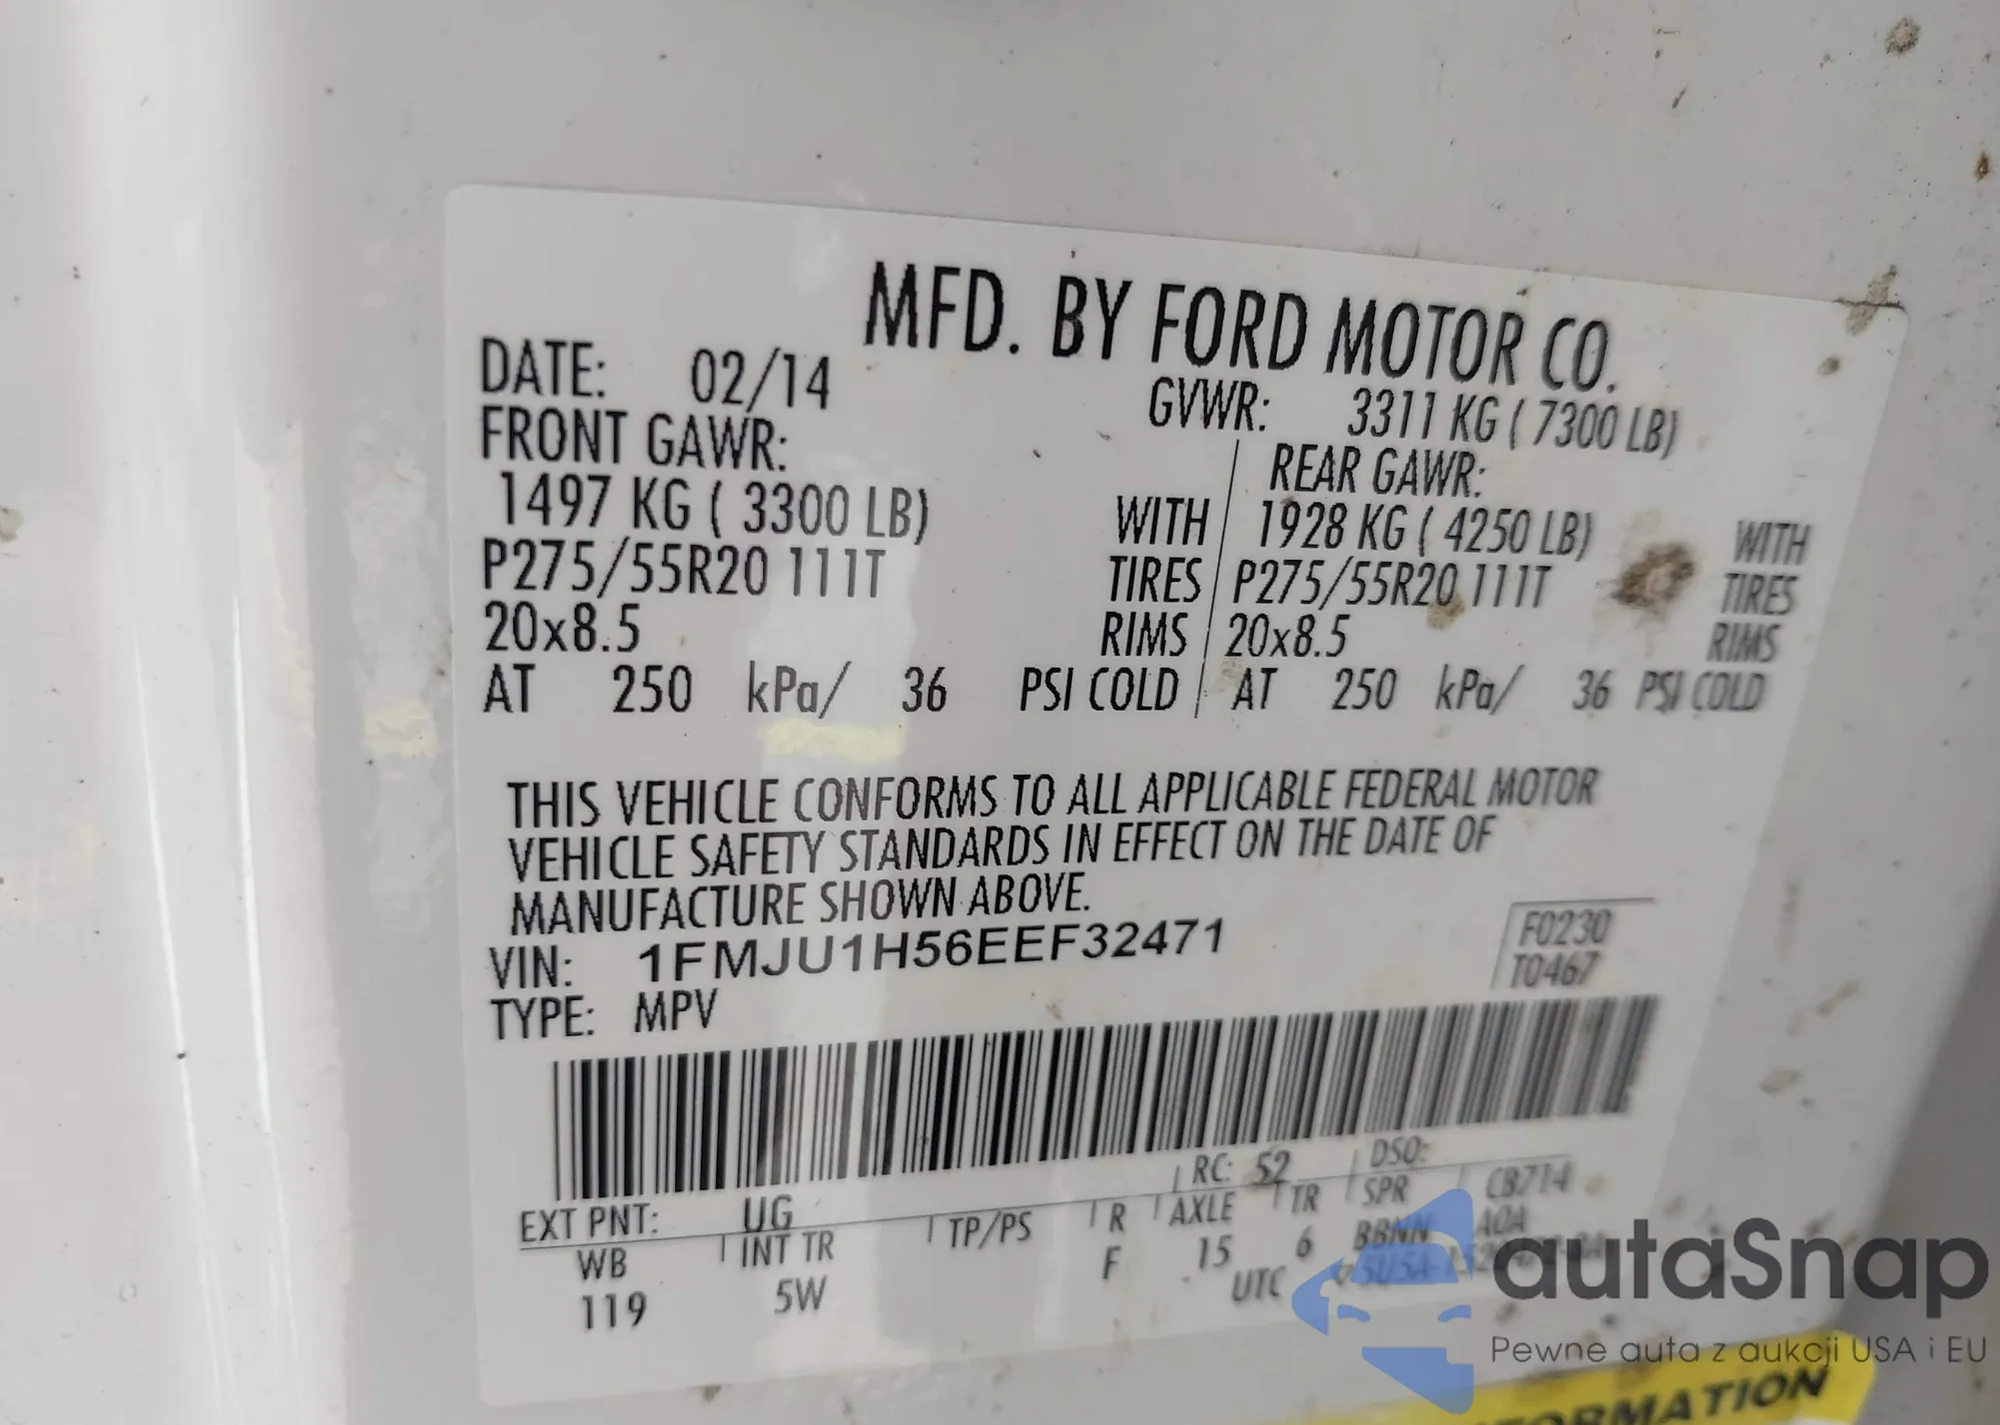 MFD. BY FORD MOTOR CO.
DATE: 02/14
GVWR: 3311 KG ( 7300 LB)
FRONT GAWR:
REAR GAWR:
1497 KG ( 3300 LB) WITH
1928 KG ( 4250 LB) WITH
P275/55R20 111T TIRES
P275/55R20 111T TIRES
20x8.5 RIMS
20x8.5 RIMS
AT 250 kPa/ 36 PSI COLD
AT 250 kPa/ 36 PSI COLD
THIS VEHICLE CONFORMS TO ALL APPLICABLE FEDERAL MOTOR
VEHICLE SAFETY STANDARDS IN EFFECT ON THE DATE OF
MANUFACTURE SHOWN ABOVE.
VIN: 1FMJU1H56EEF32471
F0230
T0467
TYPE: MPV
EXT PNT: UG RC: 52 DSO:
WB INT TR TP/PS R AXLE TR SPR CB714
119 5W F 15 6 BBNN AOA
UTC
autaSnap
Pewne auta z aukcji USA i EU